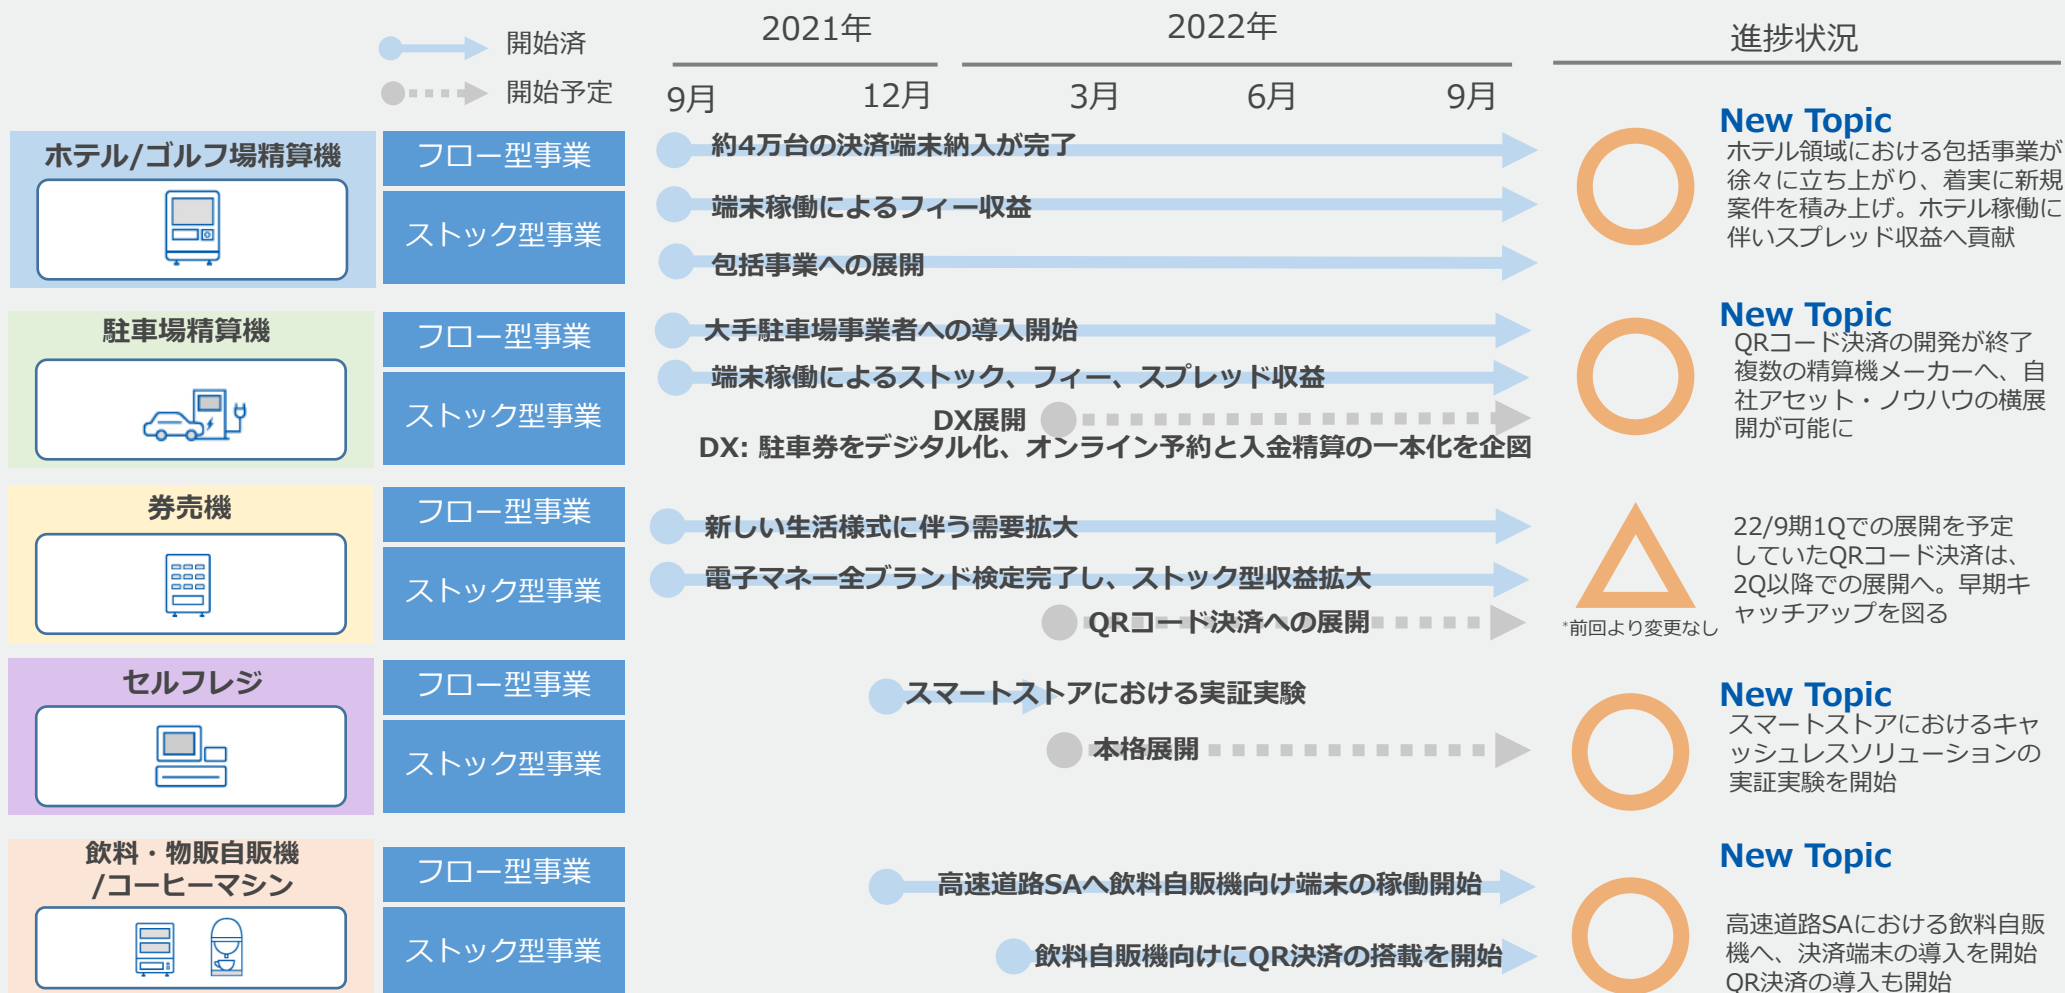 開始済
開始予定
2021年
2022年
進捗状況
9月
12月
3月
6月
9月
ホテル/ゴルフ場精算機
フロー型事業
ストック型事業
約4万台の決済端末納入が完了
端末稼働によるフィー収益
包括事業への展開
New Topic
ホテル領域における包括事業が
徐々に立ち上がり、着実に新規
案件を積み上げ。ホテル稼働に
伴いスプレッド収益へ貢献
駐車場精算機
フロー型事業
ストック型事業
大手駐車場事業者への導入開始
端末稼働によるストック、フィー、スプレッド収益
DX展開
DX: 駐車券をデジタル化、オンライン予約と入金精算の一本化を企図
New Topic
QRコード決済の開発が終了
複数の精算機メーカーへ、自
社アセット・ノウハウの横展
開が可能に
券売機
フロー型事業
ストック型事業
新しい生活様式に伴う需要拡大
電子マネー全ブランド検定完了し、ストック型収益拡大
QRコード決済への展開
*前回より変更なし
22/9期1Qでの展開を予定
していたQRコード決済は、
2Q以降での展開へ。早期キ
ャッチアップを図る
セルフレジ
フロー型事業
ストック型事業
スマートストアにおける実証実験
本格展開
New Topic
スマートストアにおけるキャ
ッシュレスソリューションの
実証実験を開始
飲料・物販自販機
/コーヒーマシン
フロー型事業
ストック型事業
高速道路SAへ飲料自販機向け端末の稼働開始
飲料自販機向けにQR決済の搭載を開始
New Topic
高速道路SAにおける飲料自販
機へ、決済端末の導入を開始
QR決済の導入も開始